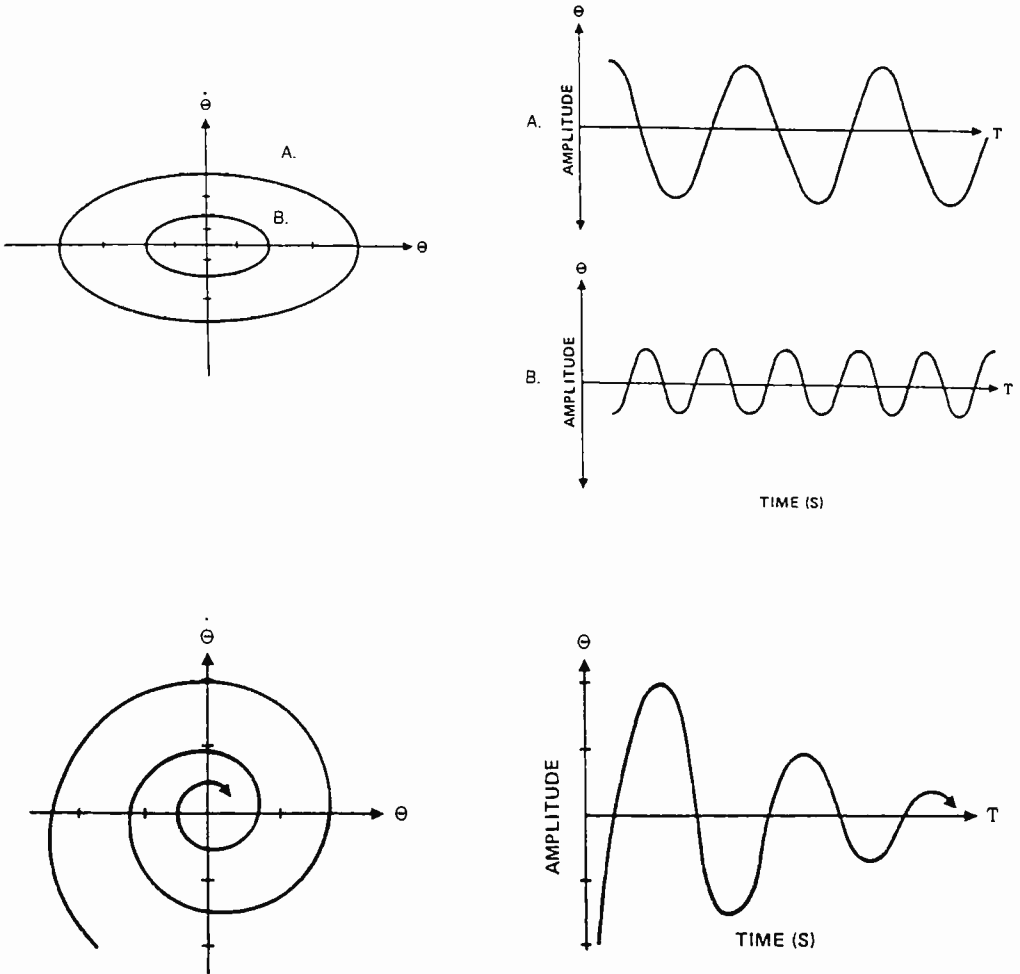 Θ̇
A.
B.
Θ
Θ
AMPLITUDE
A.
T
Θ
AMPLITUDE
B.
T
TIME (S)
Θ̇
Θ
Θ
AMPLITUDE
T
TIME (S)